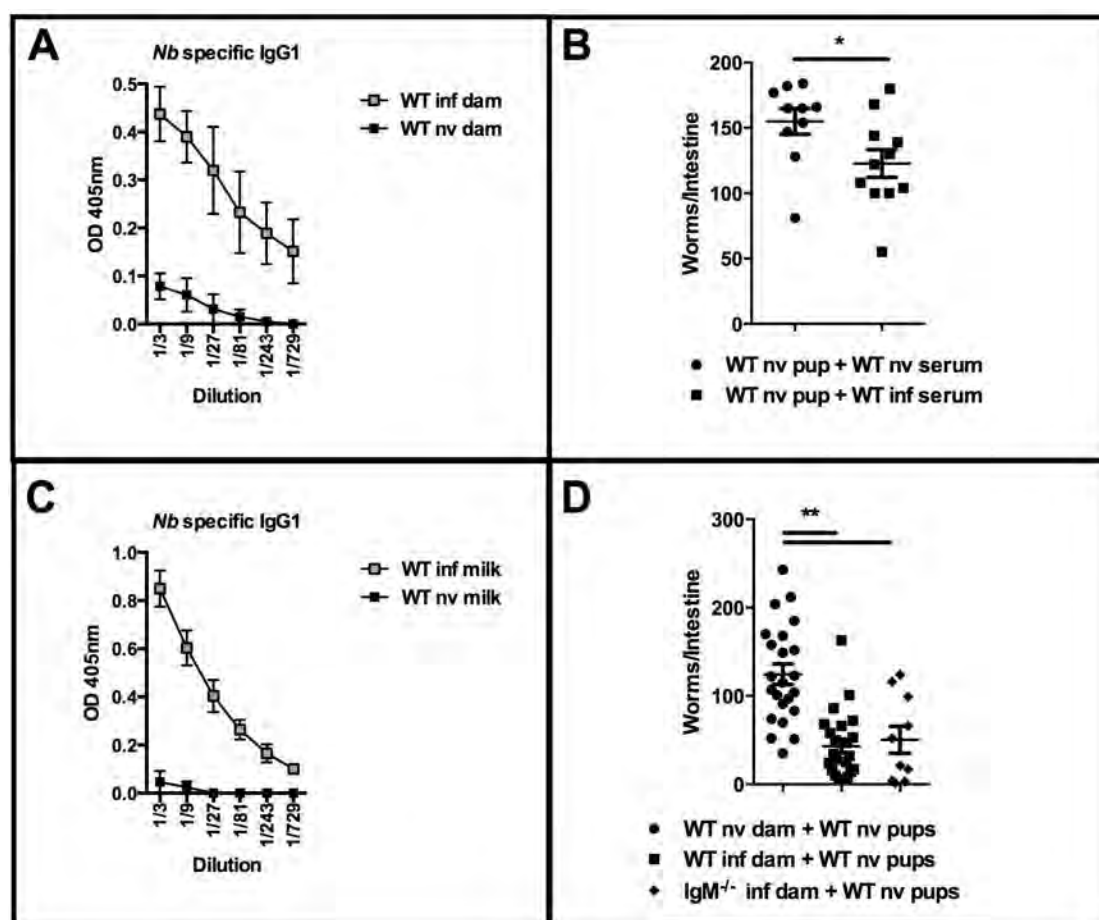 A
Nb specific IgG1
OD 405nm
0.5
0.4
0.3
0.2
0.1
0.0
1/3
1/9
1/27
1/81
1/243
1/729
Dilution
WT inf dam
WT nv dam
B
*
Worms/Intestine
200
150
100
50
0
WT nv pup + WT nv serum
WT nv pup + WT inf serum
C
Nb specific IgG1
OD 405nm
1.0
0.8
0.6
0.4
0.2
0.0
1/3
1/9
1/27
1/81
1/243
1/729
Dilution
WT inf milk
WT nv milk
D
**
Worms/Intestine
300
200
100
0
WT nv dam + WT nv pups
WT inf dam + WT nv pups
IgM-/- inf dam + WT nv pups